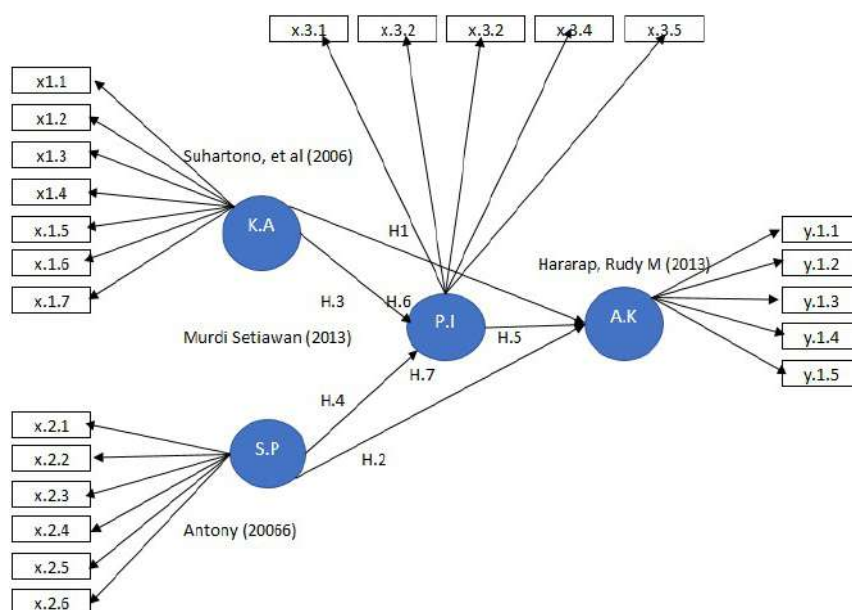 x.3.1
x.3.2
x.3.2
x.3.4
x.3.5
x1.1
x1.2
x1.3
x1.4
x.1.5
x.1.6
x.1.7
Suhartono, et al (2006)
K.A
H1
H.3
H.6
Murdi Setiawan (2013)
P.I
H.5
H.7
Hararap, Rudy M (2013)
A.K
y.1.1
y.1.2
y.1.3
y.1.4
y.1.5
H.4
H.2
S.P
x.2.1
x.2.2
x.2.3
x.2.4
x.2.5
x.2.6
Antony (20066)